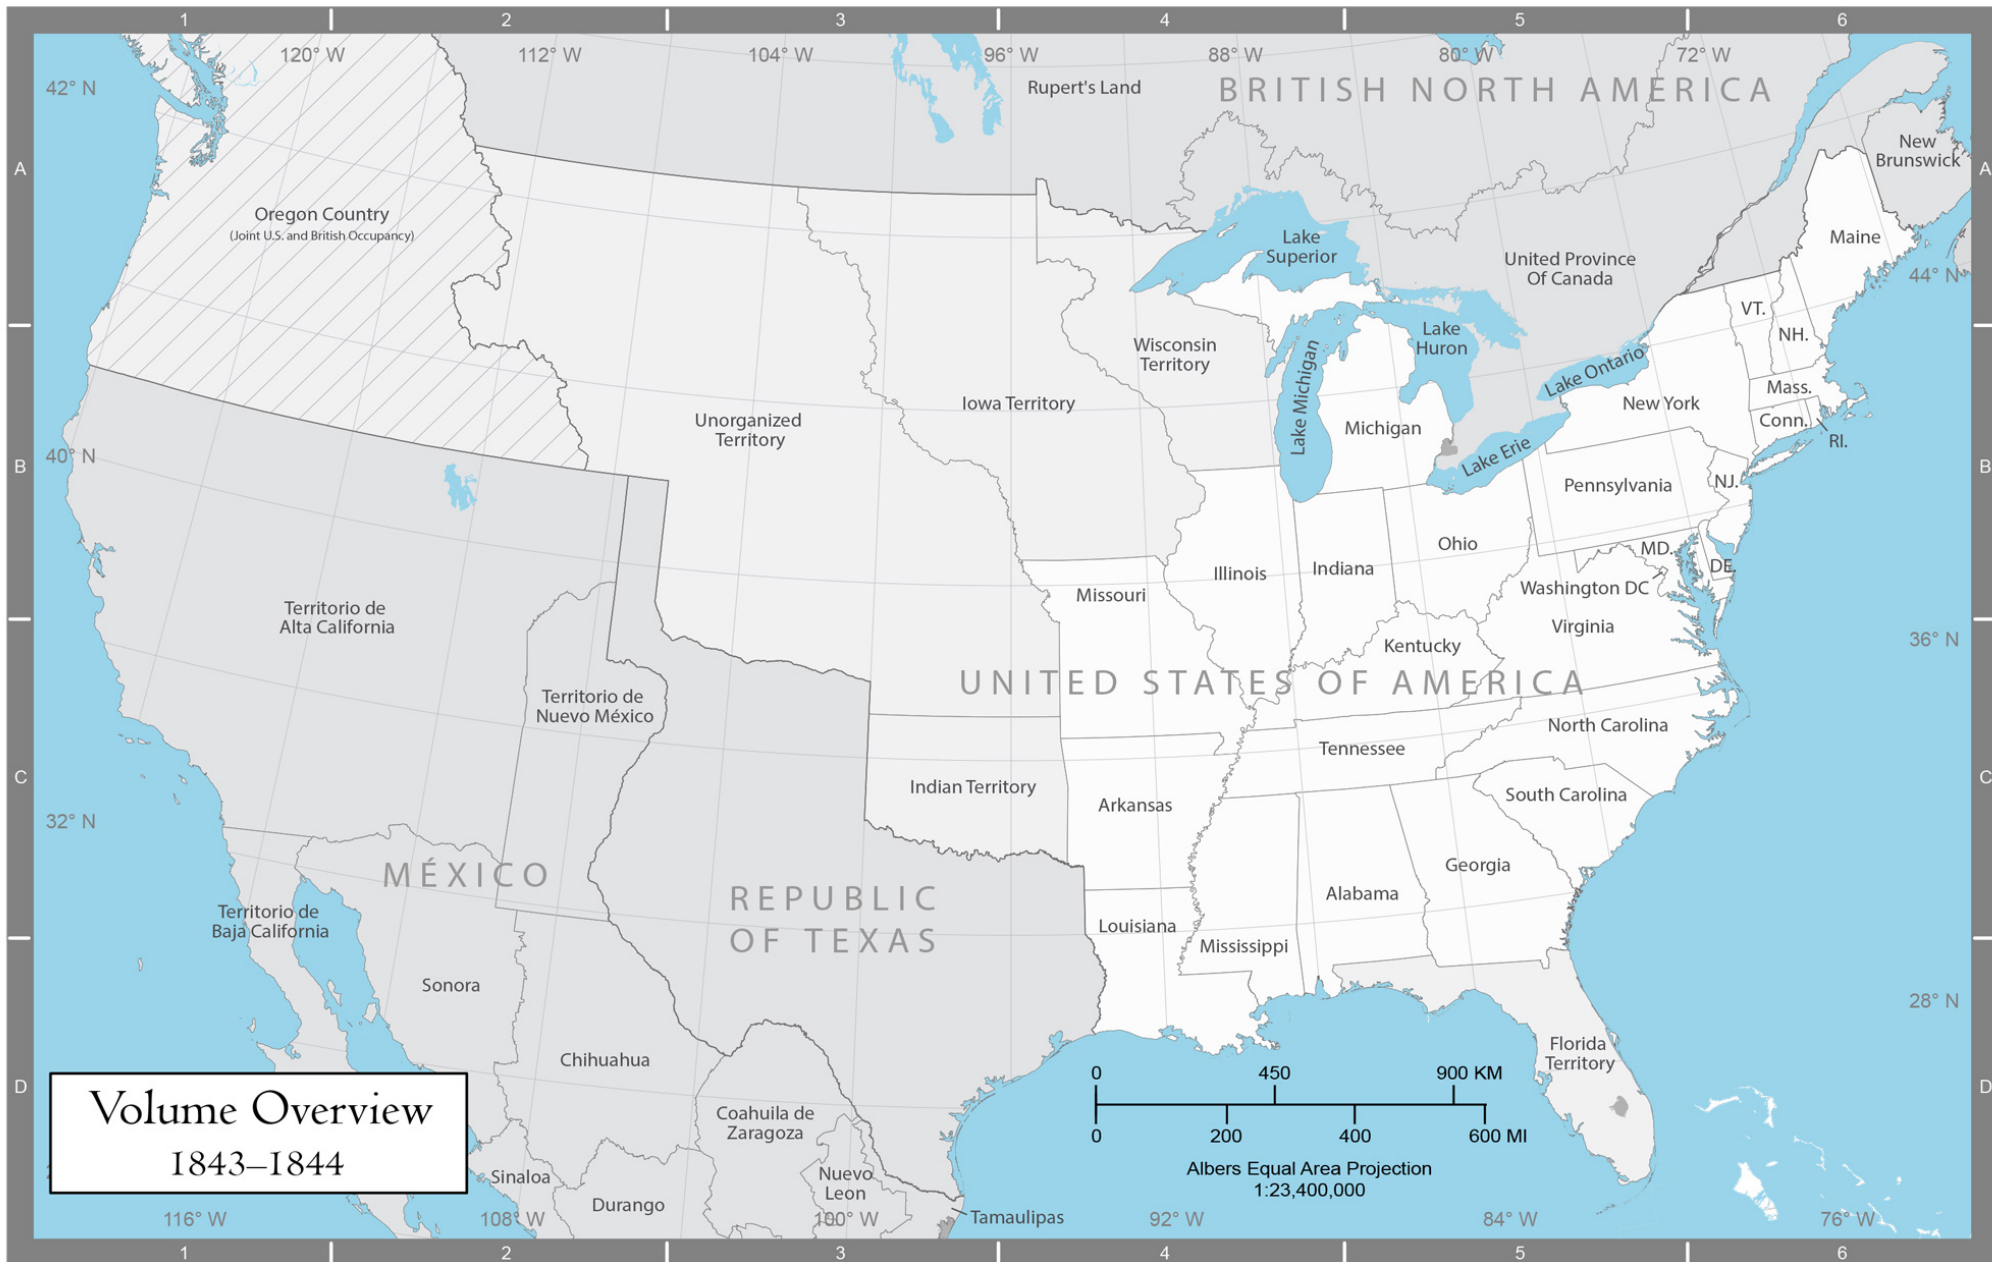 1 2 3 4 5 6
120° W 112° W 104° W 96° W 88° W 80° W 72° W
42° N
Rupert's Land
BRITISH NORTH AMERICA
New
Brunswick
A
A
Oregon Country
(Joint U.S. and British Occupancy)
Lake
Superior
United Province
Of Canada
Maine
44° N
VT.
NH.
Lake
Huron
Wisconsin
Territory
Lake Michigan
Lake Ontario
Mass.
Iowa Territory
New York
Unorganized
Territory
Michigan
Conn.
RI.
40° N
Lake Erie
B
B
Pennsylvania
NJ.
Ohio
MD.
DE.
Illinois
Indiana
Missouri
Washington DC
Territorio de
Alta California
Virginia
36° N
Kentucky
UNITED STATES OF AMERICA
Territorio de
Nuevo México
North Carolina
Tennessee
C
C
Indian Territory
South Carolina
Arkansas
32° N
MÉXICO
Georgia
REPUBLIC
OF TEXAS
Alabama
Territorio de
Baja California
Louisiana
Mississippi
Sonora
28° N
Florida
Territory
Chihuahua
D
D
0 450 900 KM
0 200 400 600 MI
Albers Equal Area Projection
1:23,400,000
Volume Overview
1843–1844
Coahuila de
Zaragoza
Sinaloa
Nuevo
Leon
Durango
Tamaulipas
116° W 108° W 100° W 92° W 84° W 76° W
1 2 3 4 5 6